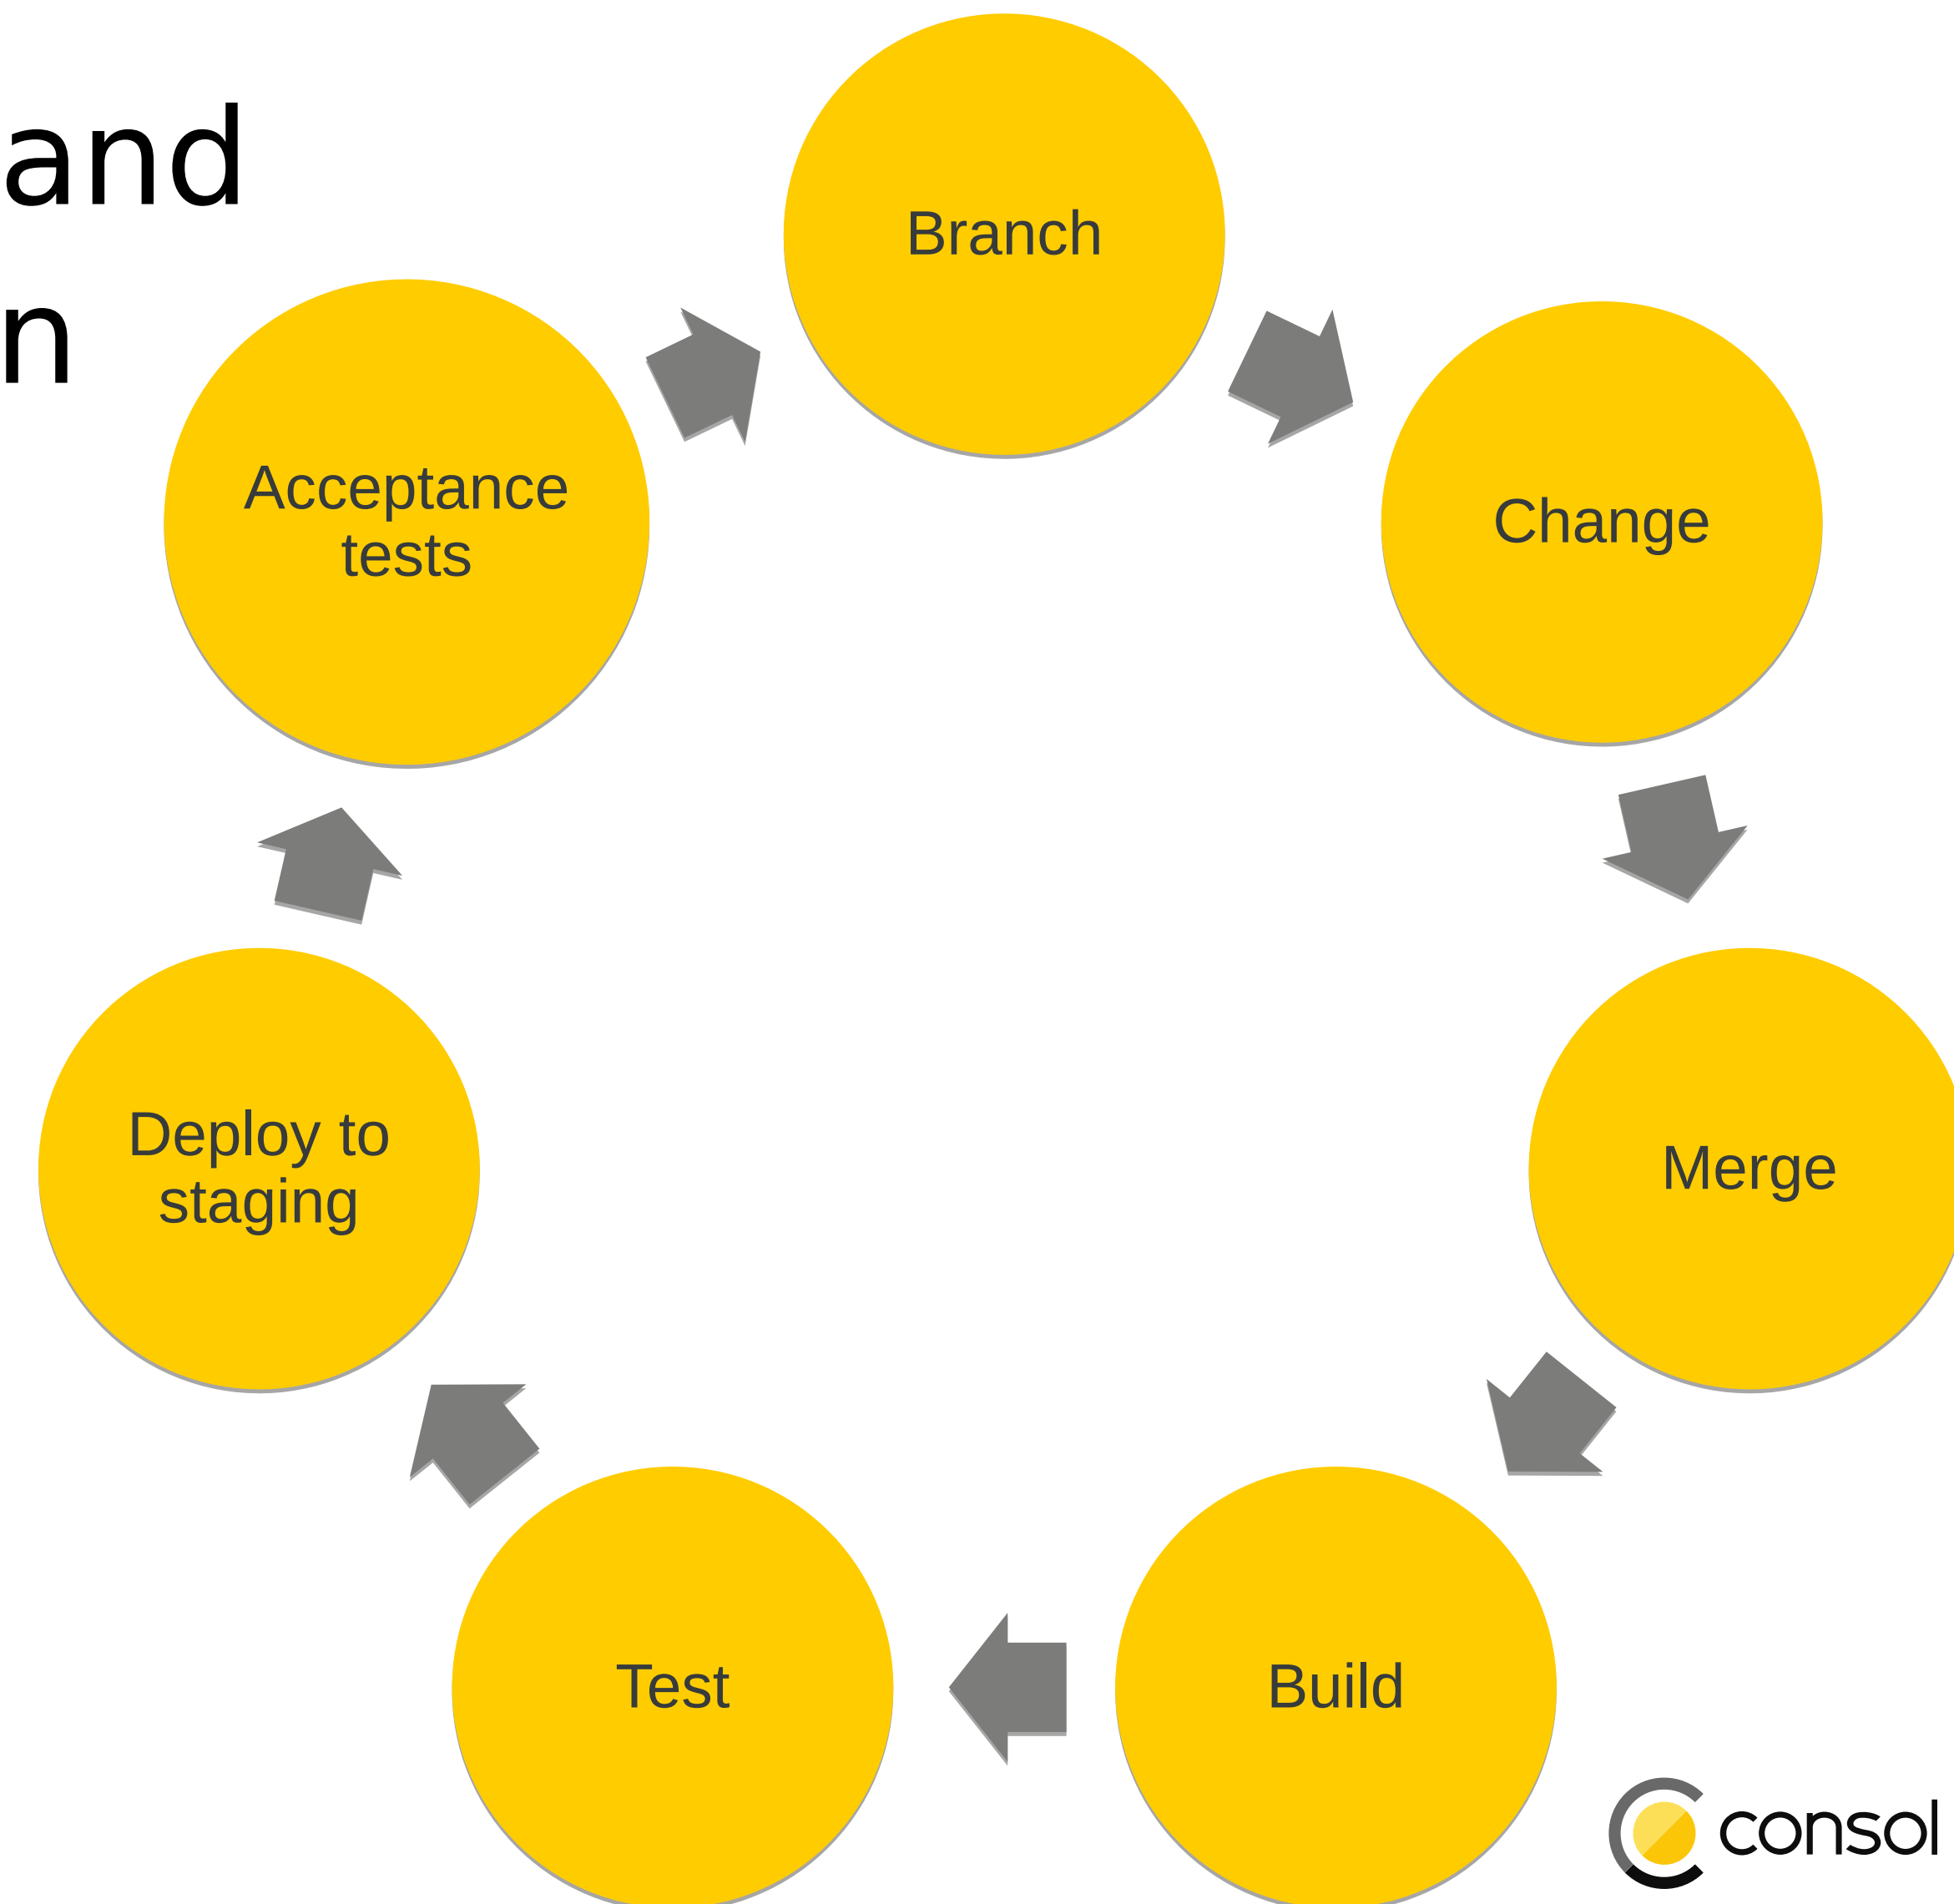 and
n
Branch
Change
Merge
Build
Test
Deploy to
staging
Acceptance
tests
consol